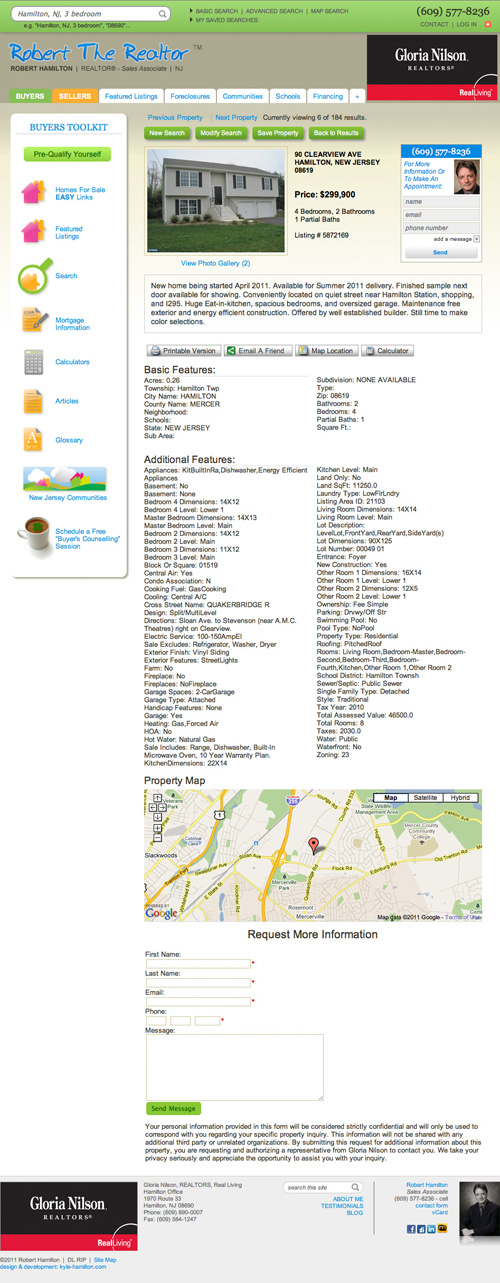 Hamilton, NJ, 3 bedroom
e.g. "Hamilton, NJ, 3 bedroom", "08690"...
BASIC SEARCH | ADVANCED SEARCH | MAP SEARCH
MY SAVED SEARCHES
(609) 577-8236
CONTACT | LOG IN
Robert The Realtor TM
ROBERT HAMILTON | REALTOR® - Sales Associate | NJ
Gloria Nilson
REALTORS®
RealLiving
BUYERS SELLERS Featured Listings Foreclosures Communities Schools Financing +
BUYERS TOOLKIT
Pre-Qualify Yourself
Homes For Sale
EASY Links
Featured
Listings
Search
Mortgage
Information
Calculators
Articles
Glossary
New Jersey Communities
Schedule a Free
"Buyer's Counselling"
Session
Previous Property | Next Property Currently viewing 6 of 184 results.
New Search Modify Search Save Property Back to Results
90 CLEARVIEW AVE
HAMILTON, NEW JERSEY
08619
Price: $299,900
4 Bedrooms, 2 Bathrooms
1 Partial Baths
Listing # 5872169
View Photo Gallery (2)
(609) 577-8236
For More
Information Or
To Make An
Appointment:
name
email
phone number
add a message +
Send
New home being started April 2011. Available for Summer 2011 delivery. Finished sample next
door available for showing. Conveniently located on quiet street near Hamilton Station, shopping,
and I295. Huge Eat-in-kitchen, spacious bedrooms, and oversized garage. Maintenance free
exterior and energy efficient construction. Offered by well established builder. Still time to make
color selections.
Printable Version Email A Friend Map Location Calculator
Basic Features:
Acres: 0.26
Township: Hamilton Twp
City Name: HAMILTON
County Name: MERCER
Neighborhood:
Schools:
State: NEW JERSEY
Sub Area:
Subdivision: NONE AVAILABLE
Type:
Zip: 08619
Bathrooms: 2
Bedrooms: 4
Partial Baths: 1
Square Ft.:
Additional Features:
Appliances: KitBuiltInRa,Dishwasher,Energy Efficient
Appliances
Basement: No
Basement: None
Bedroom 4 Dimensions: 14X12
Bedroom 4 Level: Lower 1
Master Bedroom Dimensions: 14X13
Master Bedroom Level: Main
Bedroom 2 Dimensions: 14X12
Bedroom 2 Level: Main
Bedroom 3 Dimensions: 11X12
Bedroom 3 Level: Main
Block Or Square: 01519
Central Air: Yes
Condo Association: N
Cooking Fuel: GasCooking
Cooling: Central A/C
Cross Street Name: QUAKERBRIDGE R
Design: Split/MultiLevel
Directions: Sloan Ave. to Stevenson (near A.M.C.
Theatres) right on Clearview.
Electric Service: 100-150AmpEl
Sale Excludes: Refrigerator, Washer, Dryer
Exterior Finish: Vinyl Siding
Exterior Features: StreetLights
Farm: No
Fireplace: No
Fireplaces: NoFireplace
Garage Spaces: 2-CarGarage
Garage Type: Attached
Handicap Features: None
Garage: Yes
Heating: Gas,Forced Air
HOA: No
Hot Water: Natural Gas
Sale Includes: Range, Dishwasher, Built-In
Microwave Oven, 10 Year Warranty Plan.
KitchenDimensions: 22X14
Kitchen Level: Main
Land Only: No
Land SqFt: 11250.0
Laundry Type: LowFlrLndry
Listing Area ID: 21103
Living Room Dimensions: 14X14
Living Room Level: Main
Lot Description:
LevelLot,FrontYard,RearYard,SideYard(s)
Lot Dimensions: 90X125
Lot Number: 00049 01
Entrance: Foyer
New Construction: Yes
Other Room 1 Dimensions: 16X14
Other Room 1 Level: Lower 1
Other Room 2 Dimensions: 12X5
Other Room 2 Level: Lower 1
Ownership: Fee Simple
Parking: Drvwy/Off Str
Swimming Pool: No
Pool Type: NoPool
Property Type: Residential
Roofing: PitchedRoof
Rooms: Living Room,Bedroom-Master,Bedroom-
Second,Bedroom-Third,Bedroom-
Fourth,Kitchen,Other Room 1,Other Room 2
School District: Hamilton Townsh
Sewer/Septic: Public Sewer
Single Family Type: Detached
Style: Traditional
Tax Year: 2010
Total Assessed Value: 46500.0
Total Rooms: 8
Taxes: 2030.0
Water: Public
Waterfront: No
Zoning: 23
Property Map
Map Satellite Hybrid
Veterans
Park
State Wildlife
Management Area
Mercer County
Community
College
Slackwoods
Sloan Ave
Flock Rd
Edinburg Rd
Old Trenton Rd
Hughes Dr
Quakerbridge Rd
Mercerville
Park
E State St
Rosemont
Mercerville
POWERED BY
Google
Map data ©2011 Google - Terms of Use
Request More Information
First Name:
*
Last Name:
*
Email:
*
Phone:
*
Message:
Send Message
Your personal information provided in this form will be considered strictly confidential and will only be used to
correspond with you regarding your specific property inquiry. This information will not be shared with any
additional third party or unrelated organizations. By submitting this request for additional information about this
property, you are requesting and authorizing a representative from Gloria Nilson to contact you. We take your
privacy seriously and appreciate the opportunity to assist you with your inquiry.
Gloria Nilson
REALTORS®
RealLiving
Gloria Nilson, REALTORS, Real Living
Hamilton Office
1970 Route 33
Hamilton, NJ 08690
Phone: (609) 890-0007
Fax: (609) 584-1247
search this site
ABOUT ME
TESTIMONIALS
BLOG
Robert Hamilton
Sales Associate
(609) 577-8236 - cell
contact form
vCard
©2011 Robert Hamilton | DL RIP | Site Map
design & development: kyle-hamilton.com